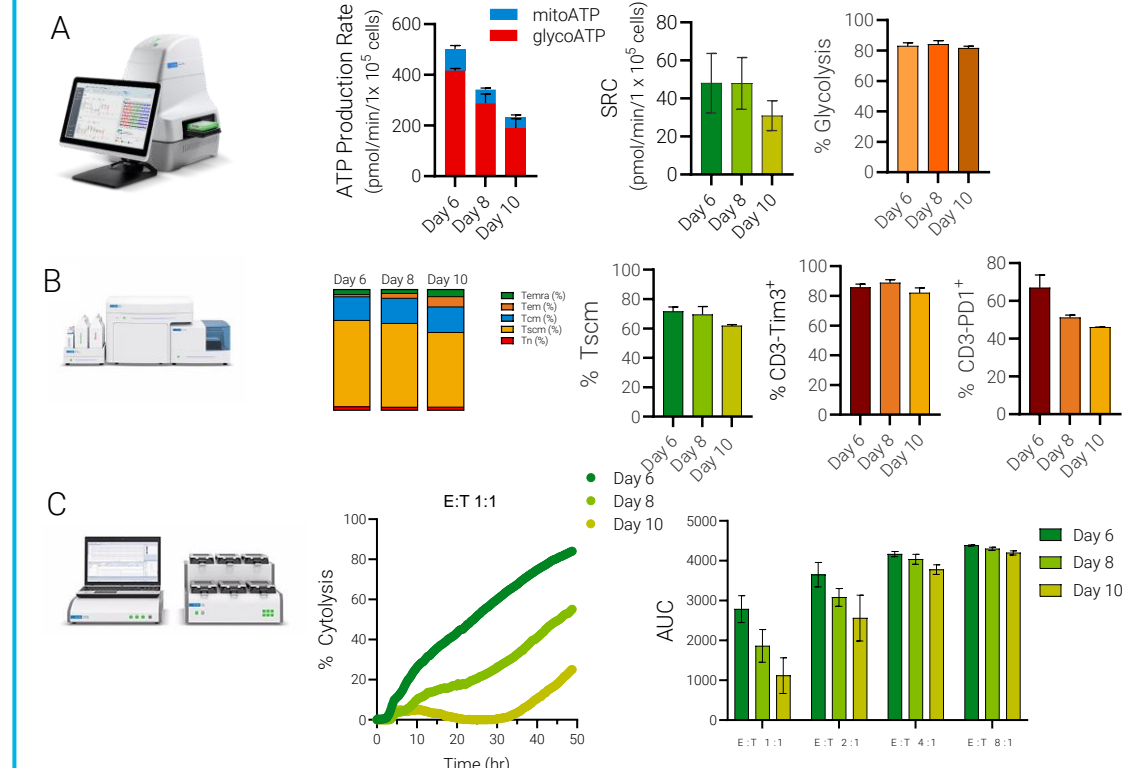 A
ATP Production Rate
(pmol/min/1x 10⁵ cells)
600
400
200
0
mitoATP
glycoATP
Day 6
Day 8
Day 10
SRC
(pmol/min/1 x 10⁵ cells)
80
60
40
20
0
Day 6
Day 8
Day 10
% Glycolysis
100
80
60
40
20
0
Day 6
Day 8
Day 10
B
Day 6 Day 8 Day 10
Temra (%)
Tem (%)
Tcm (%)
Tscm (%)
Tn (%)
% Tscm
100
80
60
40
20
0
Day 6
Day 8
Day 10
% CD3-Tim3⁺
100
80
60
40
20
0
Day 6
Day 8
Day 10
% CD3-PD1⁺
80
60
40
20
0
Day 6
Day 8
Day 10
C
E:T 1:1
Day 6
Day 8
Day 10
% Cytolysis
100
80
60
40
20
0
0 10 20 30 40 50
Time (hr)
AUC
5000
4000
3000
2000
1000
0
E:T 1:1 E:T 2:1 E:T 4:1 E:T 8:1
Day 6
Day 8
Day 10